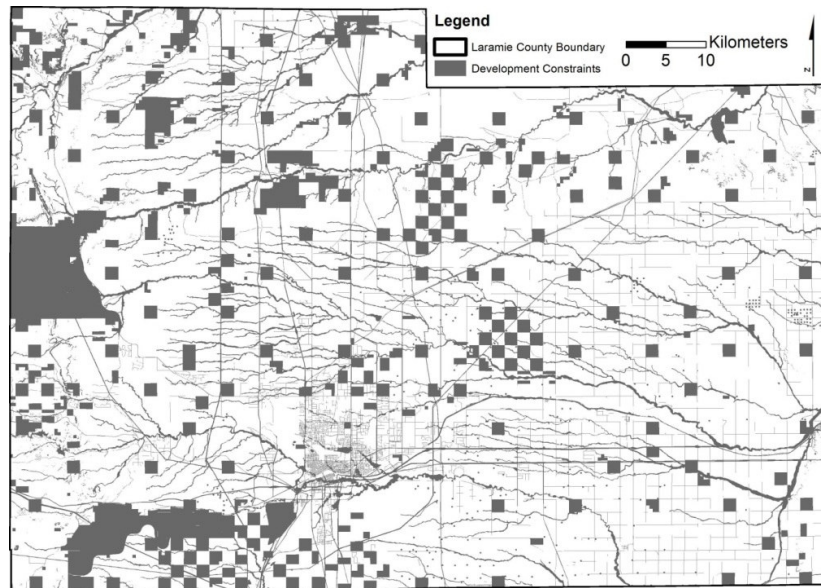 Legend
Laramie County Boundary
Development Constraints
Kilometers
0 5 10
N